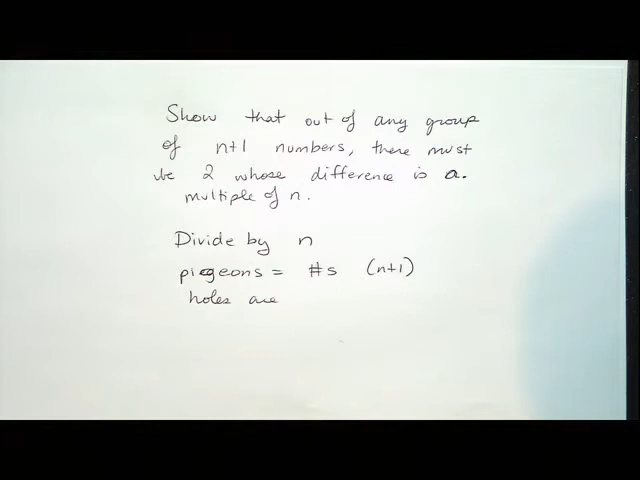 Show that out of any group
of n+1 numbers, there must
be 2 whose difference is a
multiple of n.
Divide by n
pigeons = #s (n+1)
holes are